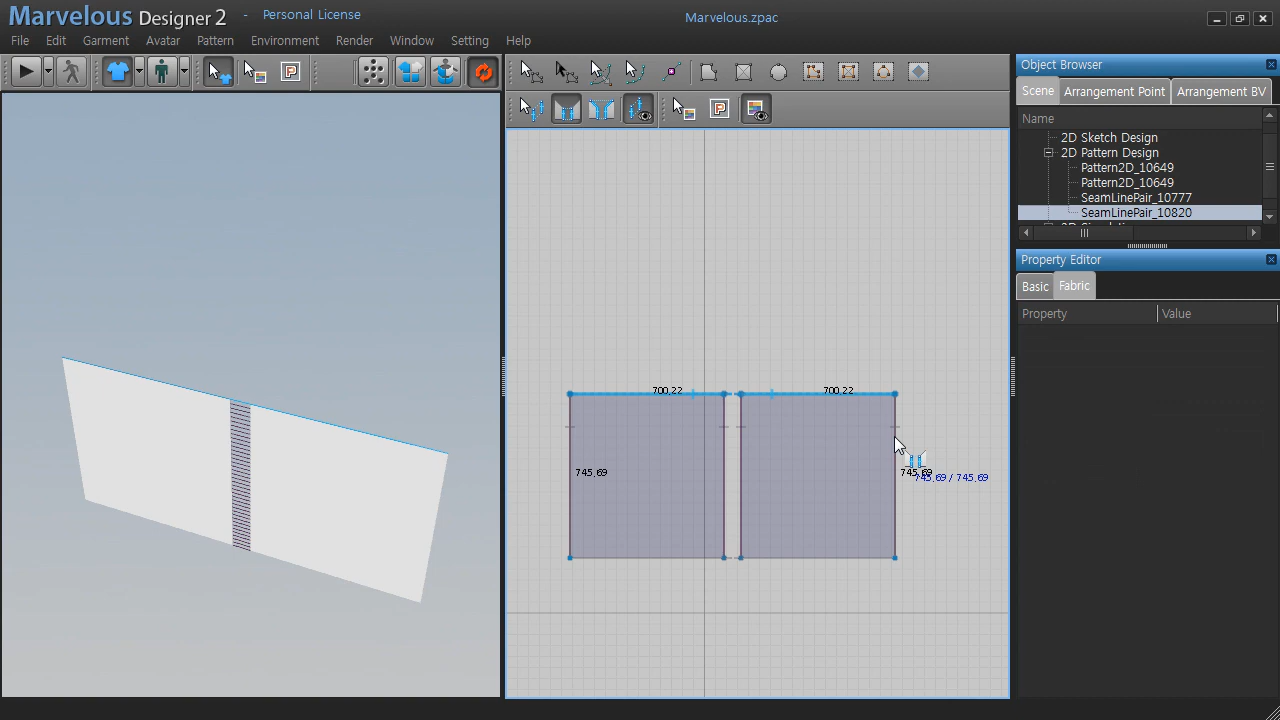 Marvelous Designer 2 - Personal License
Marvelous.zpac
File Edit Garment Avatar Pattern Environment Render Window Setting Help
Object Browser
Scene Arrangement Point Arrangement BV
Name
2D Sketch Design
2D Pattern Design
Pattern2D_10649
Pattern2D_10649
SeamLinePair_10777
SeamLinePair_10820
Property Editor
Basic Fabric
Property Value
700,22 700,22
745,69 745,69
745,69 / 745,69